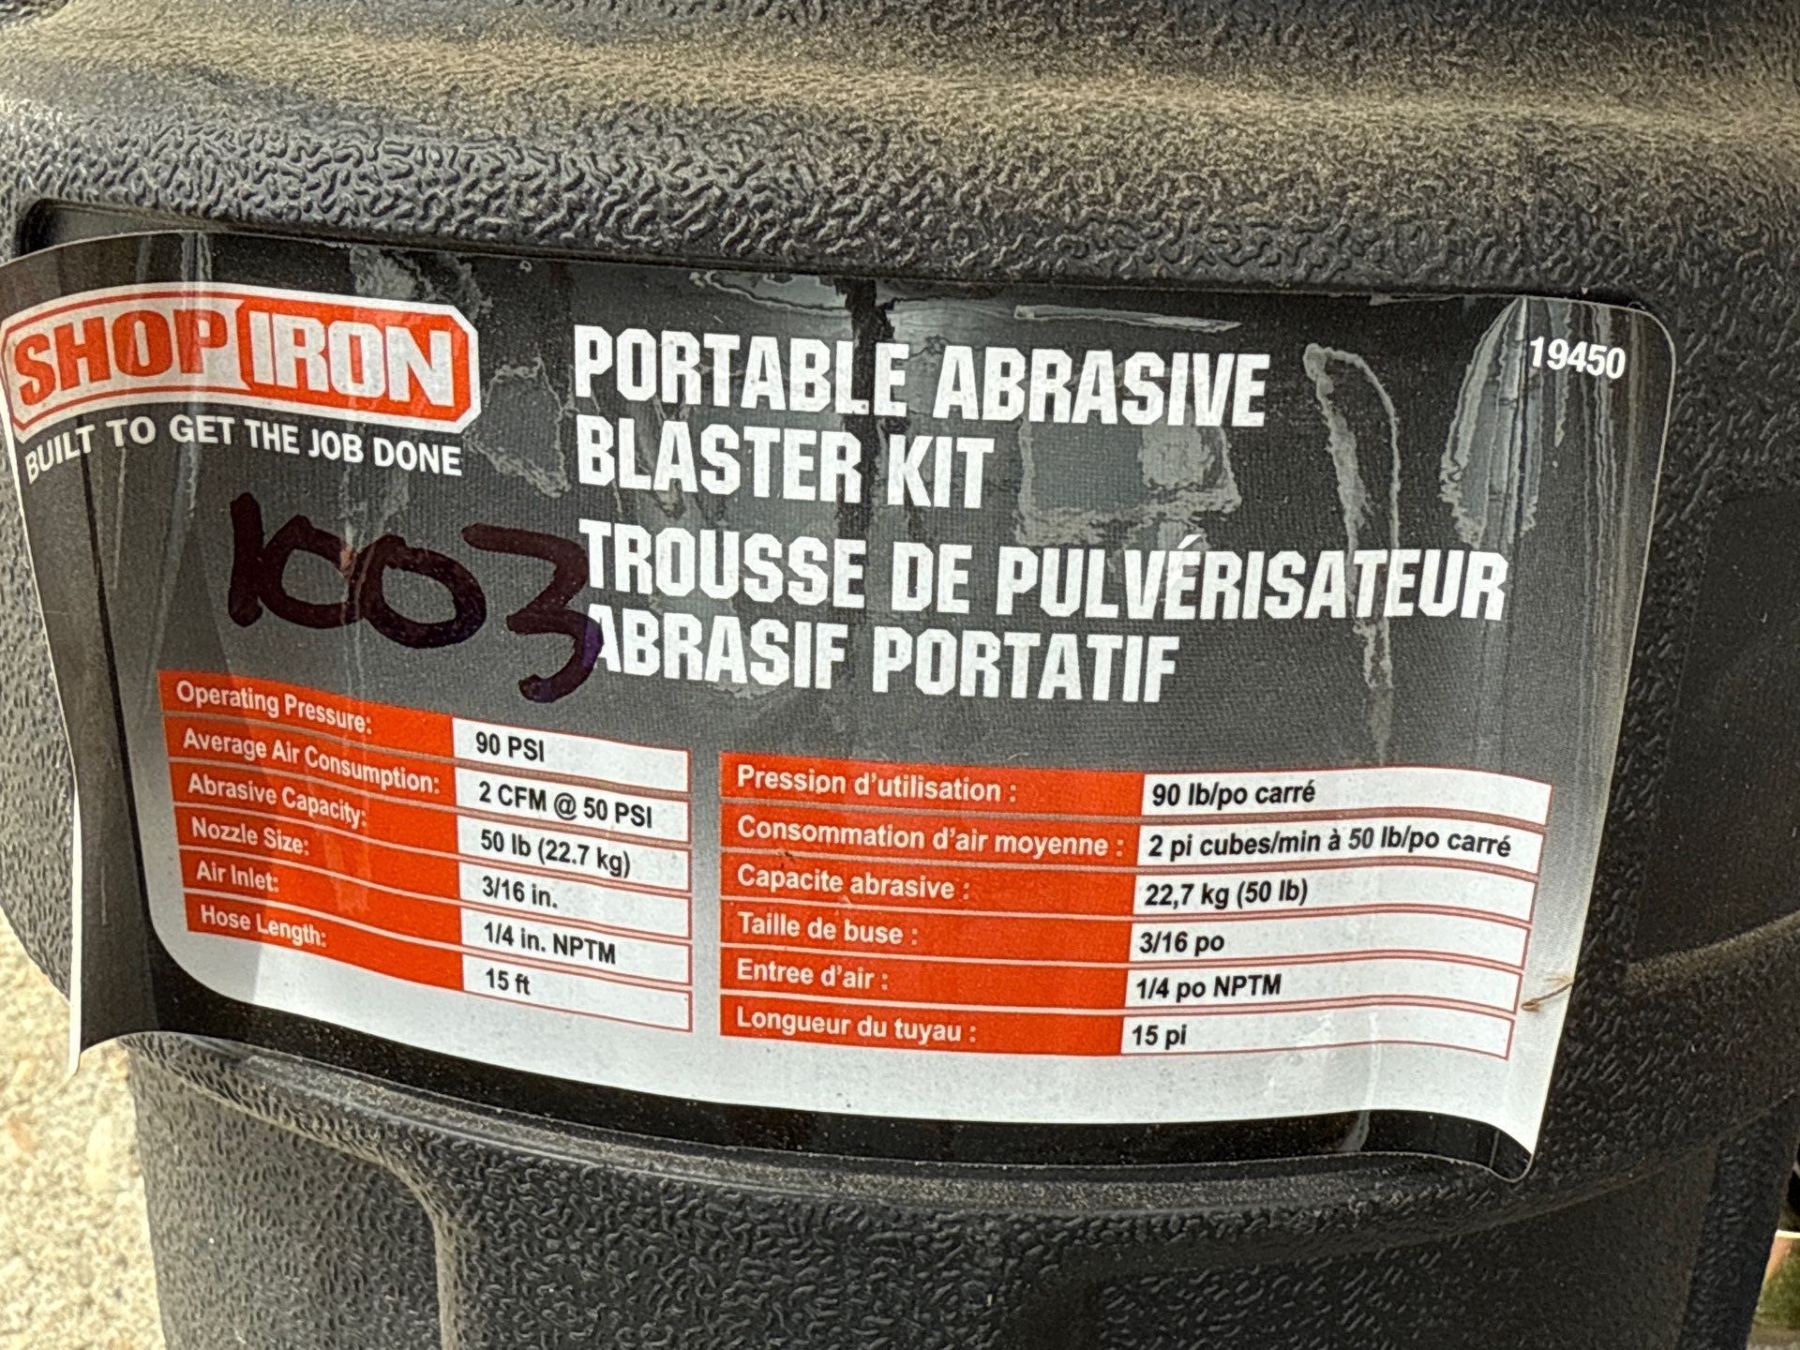 SHOP IRON
BUILT TO GET THE JOB DONE
PORTABLE ABRASIVE
BLASTER KIT
19450
1003
TROUSSE DE PULVÉRISATEUR
ABRASIF PORTATIF
Operating Pressure: 90 PSI
Average Air Consumption: 2 CFM @ 50 PSI
Abrasive Capacity: 50 lb (22.7 kg)
Nozzle Size: 3/16 in.
Air Inlet: 1/4 in. NPTM
Hose Length: 15 ft
Pression d'utilisation : 90 lb/po carré
Consommation d'air moyenne : 2 pi cubes/min à 50 lb/po carré
Capacite abrasive : 22,7 kg (50 lb)
Taille de buse : 3/16 po
Entree d'air : 1/4 po NPTM
Longueur du tuyau : 15 pi